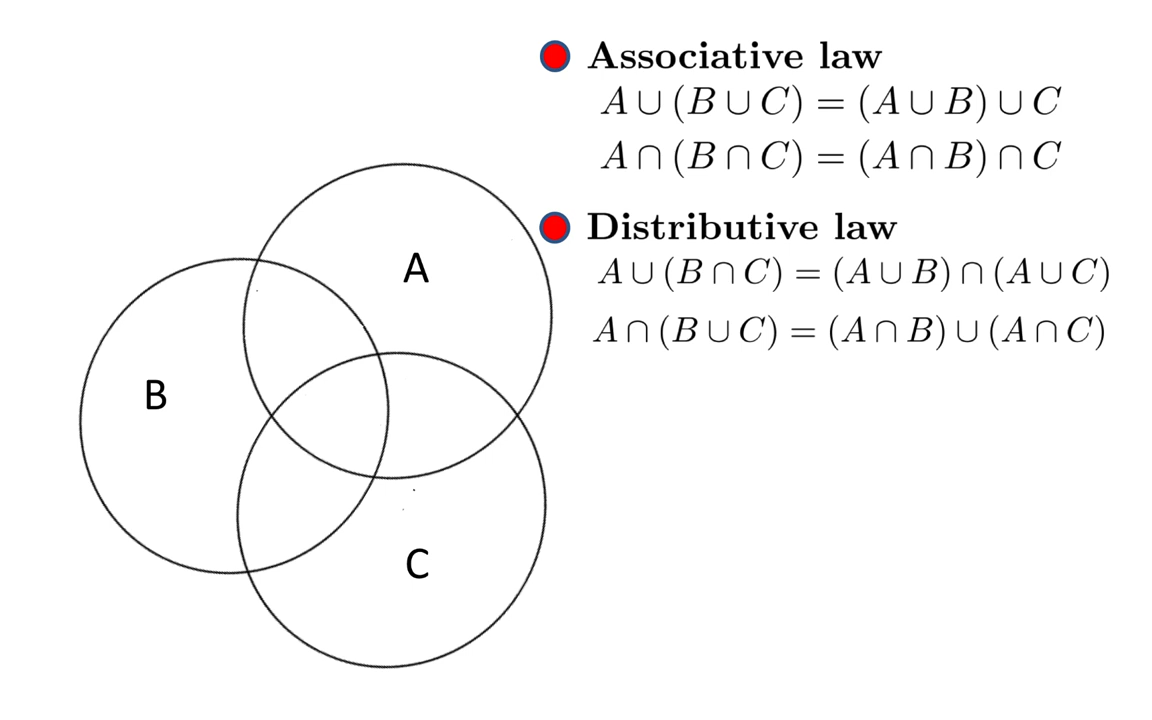 Associative law
A ∪ (B ∪ C) = (A ∪ B) ∪ C
A ∩ (B ∩ C) = (A ∩ B) ∩ C
Distributive law
A ∪ (B ∩ C) = (A ∪ B) ∩ (A ∪ C)
A ∩ (B ∪ C) = (A ∩ B) ∪ (A ∩ C)
A
B
C